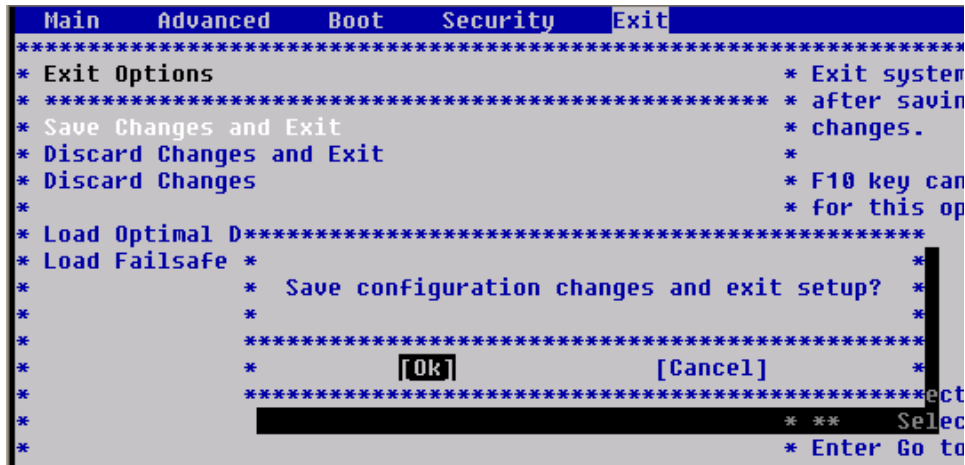 Main Advanced Boot Security Exit
********************************************************************
* Exit Options * Exit system
* *************************************************** * after savin
* Save Changes and Exit * changes.
* Discard Changes and Exit *
* Discard Changes * F10 key can
* * for this op
* Load Optimal D************************************************
* Load Failsafe * *
* * Save configuration changes and exit setup? *
* * *
* ************************************************
* * [Ok] [Cancel] *
* ************************************************ect
* * ** Selec
* * Enter Go to